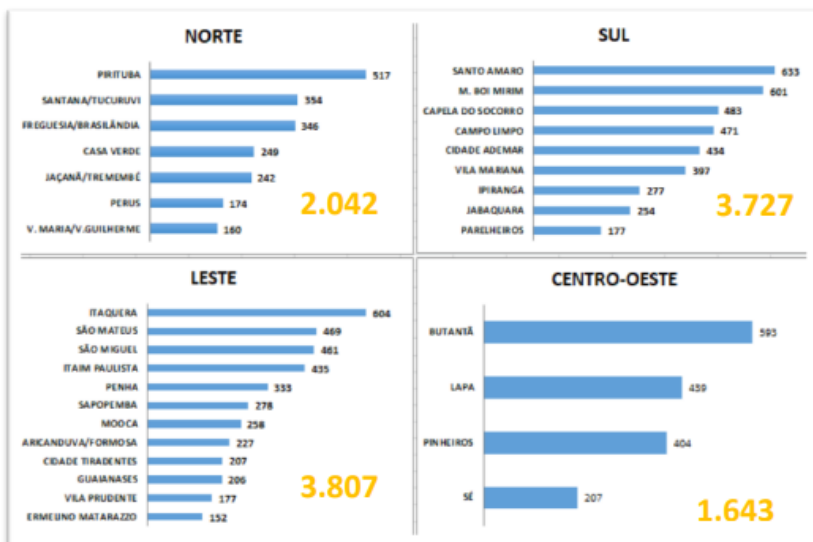 NORTE
PIRITUBA 517
SANTANA/TUCURUVI 354
FREGUESIA/BRASILÂNDIA 346
CASA VERDE 249
JAÇANÃ/TREMEMBÉ 242
PERUS 174
V. MARIA/V.GUILHERME 160
2.042
SUL
SANTO AMARO 633
M. BOI MIRIM 601
CAPELA DO SOCORRO 483
CAMPO LIMPO 471
CIDADE ADEMAR 434
VILA MARIANA 397
IPIRANGA 277
JABAQUARA 254
PARELHEIROS 177
3.727
LESTE
ITAQUERA 604
SÃO MATEUS 469
SÃO MIGUEL 461
ITAIM PAULISTA 435
PENHA 333
SAPOPEMBA 278
MOOCA 258
ARICANDUVA/FORMOSA 227
CIDADE TIRADENTES 207
GUAIANASES 206
VILA PRUDENTE 177
ERMELINO MATARAZZO 152
3.807
CENTRO-OESTE
BUTANTÃ 593
LAPA 439
PINHEIROS 404
SÉ 207
1.643